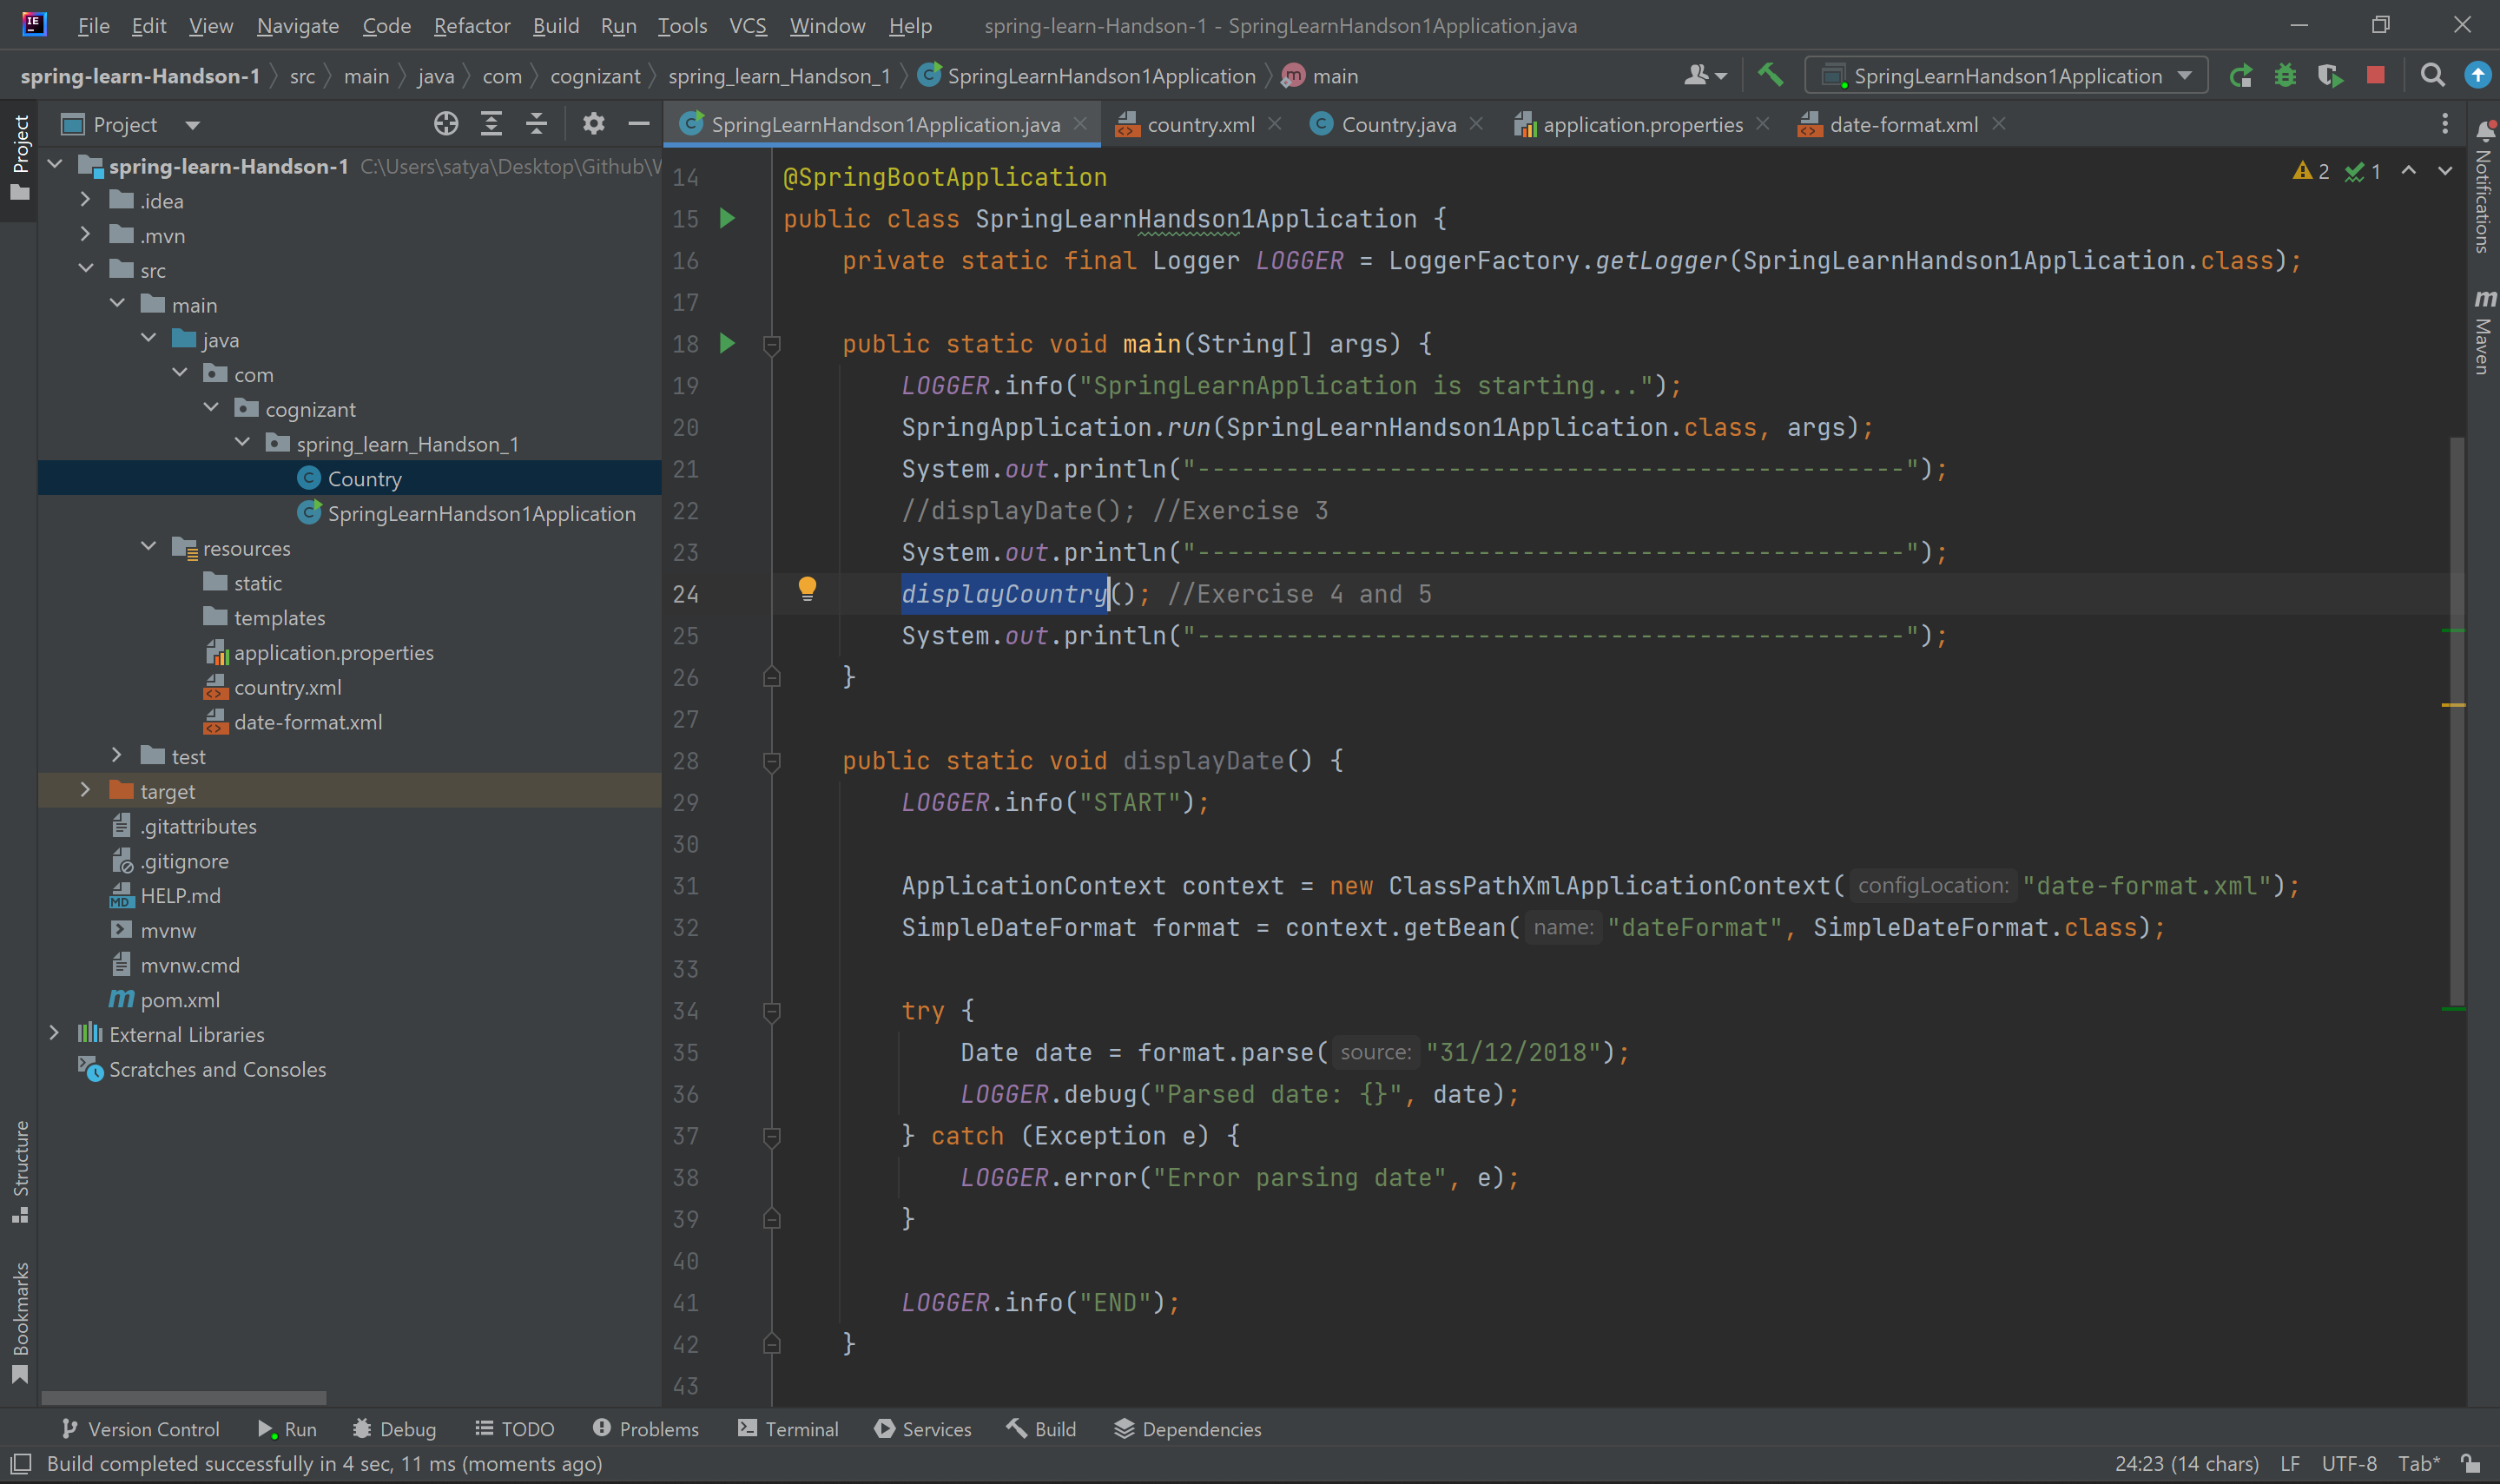 File Edit View Navigate Code Refactor Build Run Tools VCS Window Help spring-learn-Handson-1 - SpringLearnHandson1Application.java
spring-learn-Handson-1 src main java com cognizant spring_learn_Handson_1 SpringLearnHandson1Application main SpringLearnHandson1Application
Project
SpringLearnHandson1Application.java country.xml Country.java application.properties date-format.xml
Project
Structure
Bookmarks
spring-learn-Handson-1 C:\Users\satya\Desktop\Github\W
.idea
.mvn
src
main
java
com
cognizant
spring_learn_Handson_1
Country
SpringLearnHandson1Application
resources
static
templates
application.properties
country.xml
date-format.xml
test
target
.gitattributes
.gitignore
HELP.md
mvnw
mvnw.cmd
pom.xml
External Libraries
Scratches and Consoles
2 1
14 @SpringBootApplication
15 public class SpringLearnHandson1Application {
16 private static final Logger LOGGER = LoggerFactory.getLogger(SpringLearnHandson1Application.class);
17
18 public static void main(String[] args) {
19 LOGGER.info("SpringLearnApplication is starting...");
20 SpringApplication.run(SpringLearnHandson1Application.class, args);
21 System.out.println("------------------------------------------------");
22 //displayDate(); //Exercise 3
23 System.out.println("------------------------------------------------");
24 displayCountry(); //Exercise 4 and 5
25 System.out.println("------------------------------------------------");
26 }
27
28 public static void displayDate() {
29 LOGGER.info("START");
30
31 ApplicationContext context = new ClassPathXmlApplicationContext( configLocation: "date-format.xml");
32 SimpleDateFormat format = context.getBean( name: "dateFormat", SimpleDateFormat.class);
33
34 try {
35 Date date = format.parse( source: "31/12/2018");
36 LOGGER.debug("Parsed date: {}", date);
37 } catch (Exception e) {
38 LOGGER.error("Error parsing date", e);
39 }
40
41 LOGGER.info("END");
42 }
43
Notifications
Maven
Version Control Run Debug TODO Problems Terminal Services Build Dependencies
Build completed successfully in 4 sec, 11 ms (moments ago) 24:23 (14 chars) LF UTF-8 Tab*